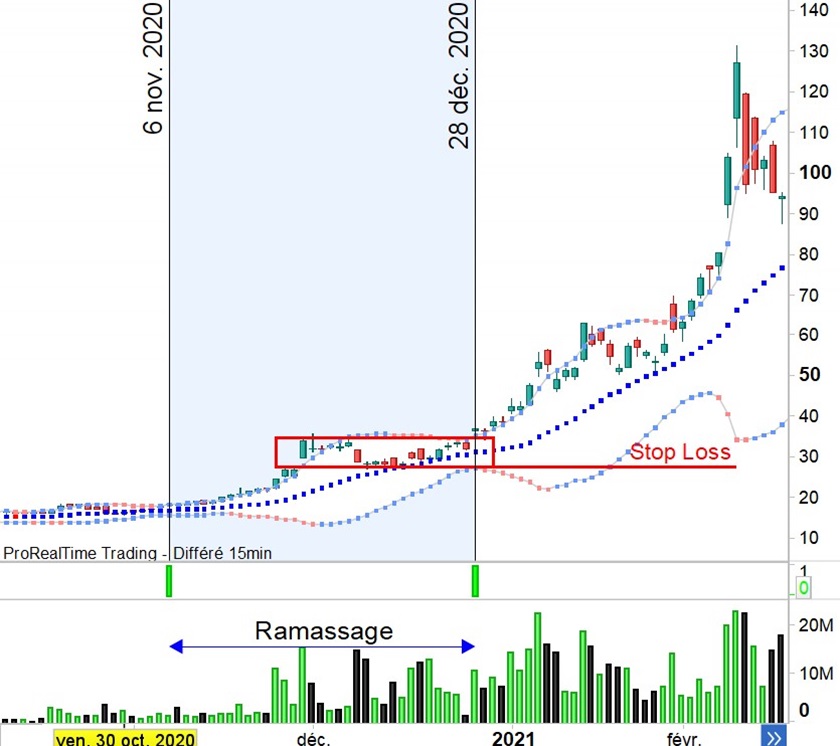 6 nov. 2020
28 déc. 2020
140
130
120
110
100
90
80
70
60
50
40
30
20
10
Stop Loss
ProRealTime Trading - Différé 15min
1
0
Ramassage
20M
10M
0
ven. 30 oct. 2020 déc. 2021 févr.